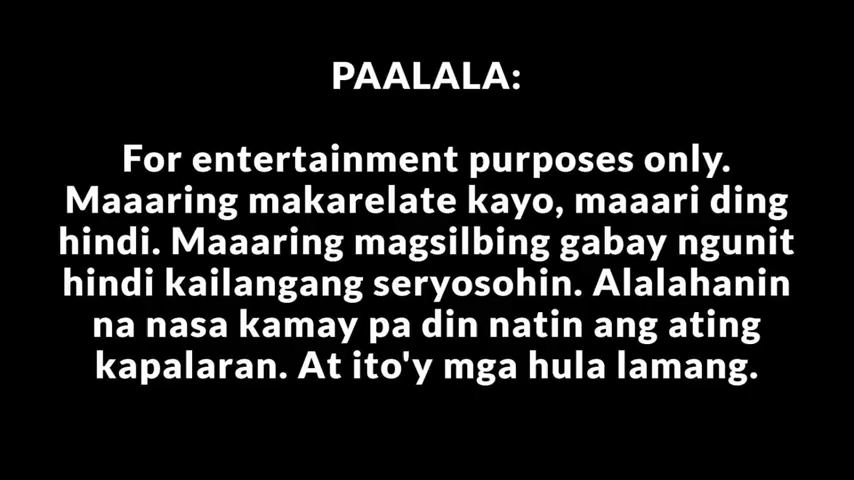 PAALALA:
For entertainment purposes only.
Maaaring makarelate kayo, maaari ding
hindi. Maaaring magsilbing gabay ngunit
hindi kailangang seryosohin. Alalahanin
na nasa kamay pa din natin ang ating
kapalaran. At ito'y mga hula lamang.